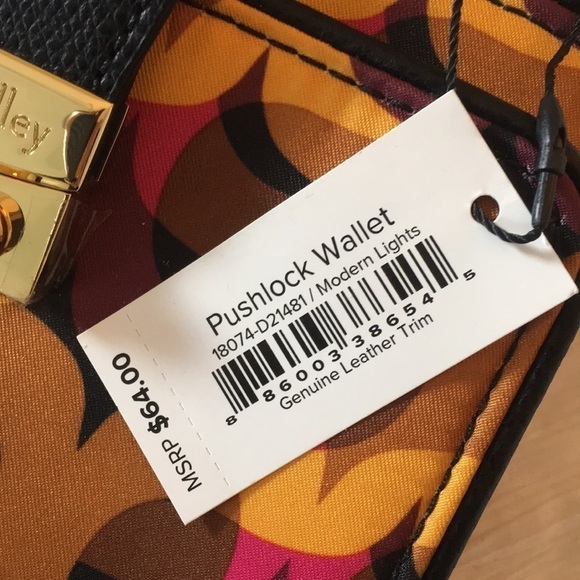 lley
Pushlock Wallet
18074-D21481 / Modern Lights
8 86003 38654 5
Genuine Leather Trim
MSRP $64.00